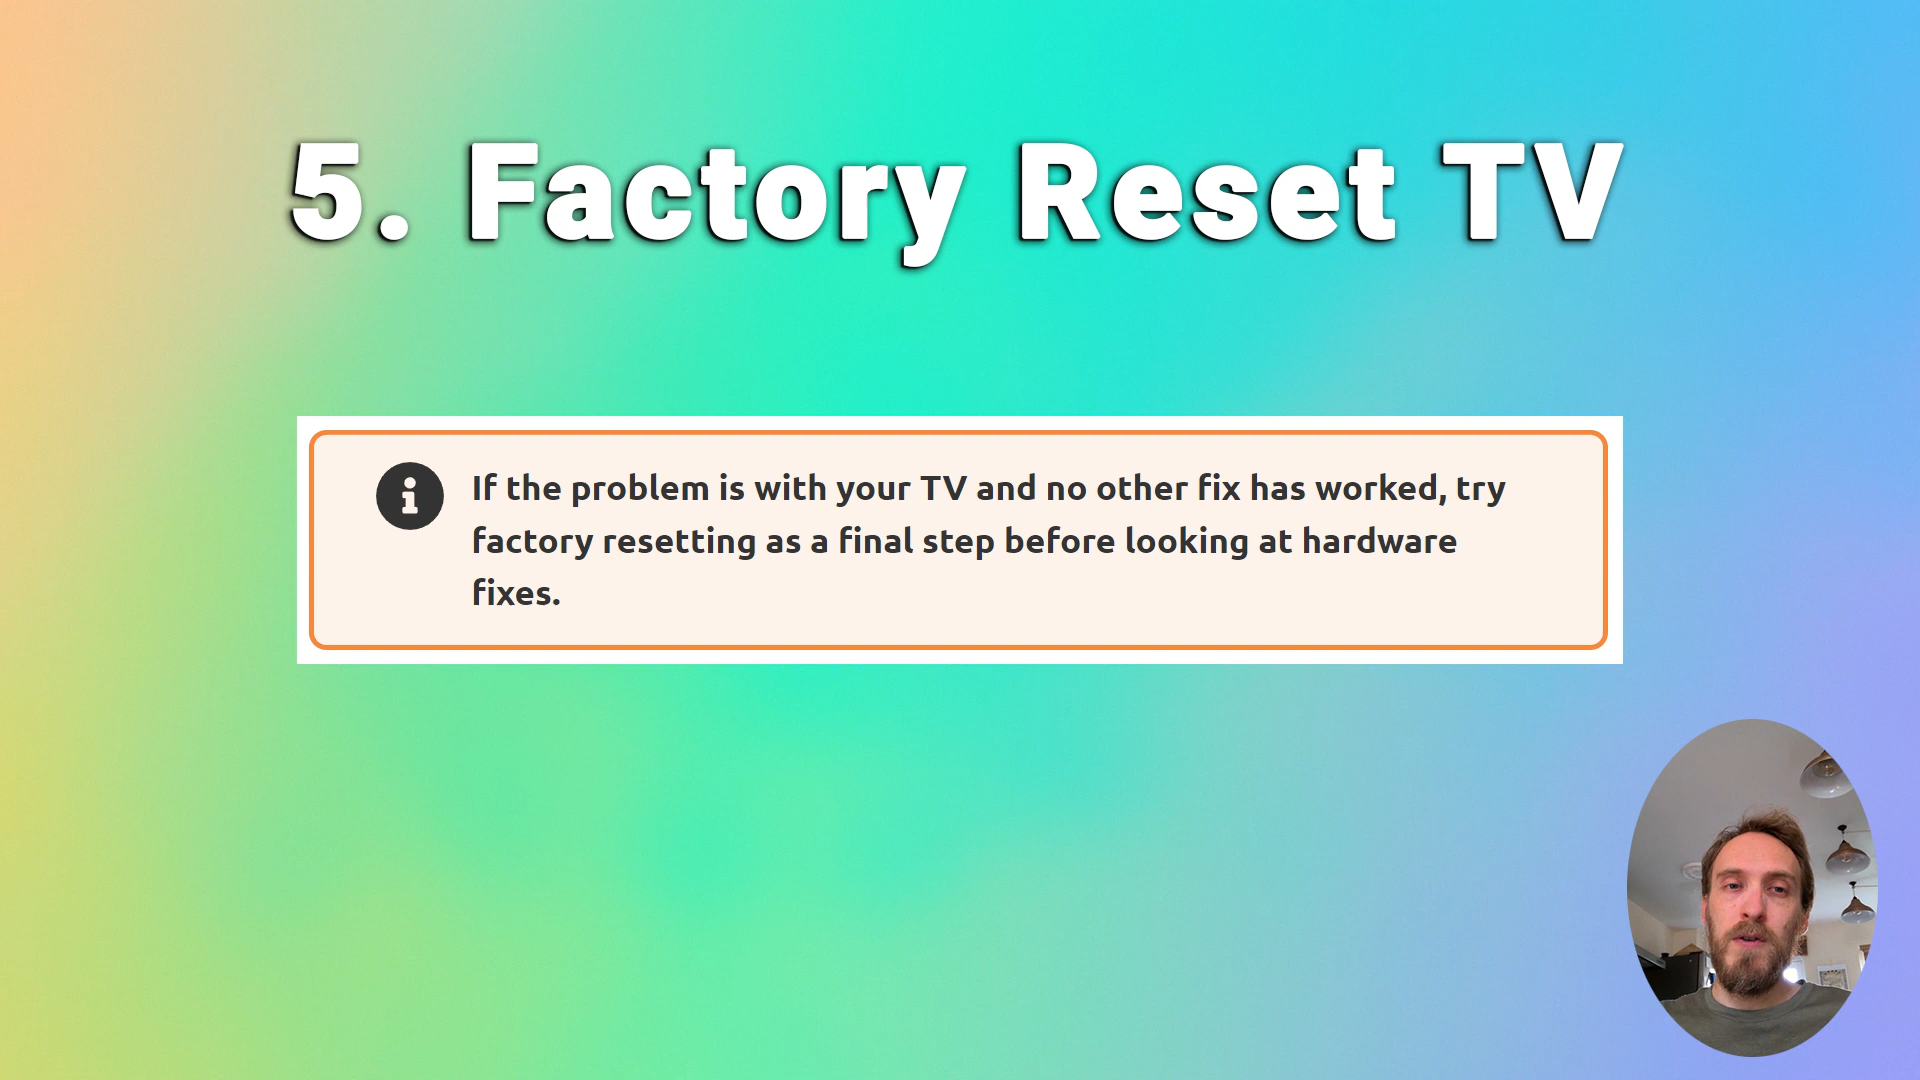 5. Factory Reset TV
If the problem is with your TV and no other fix has worked, try
factory resetting as a final step before looking at hardware
fixes.